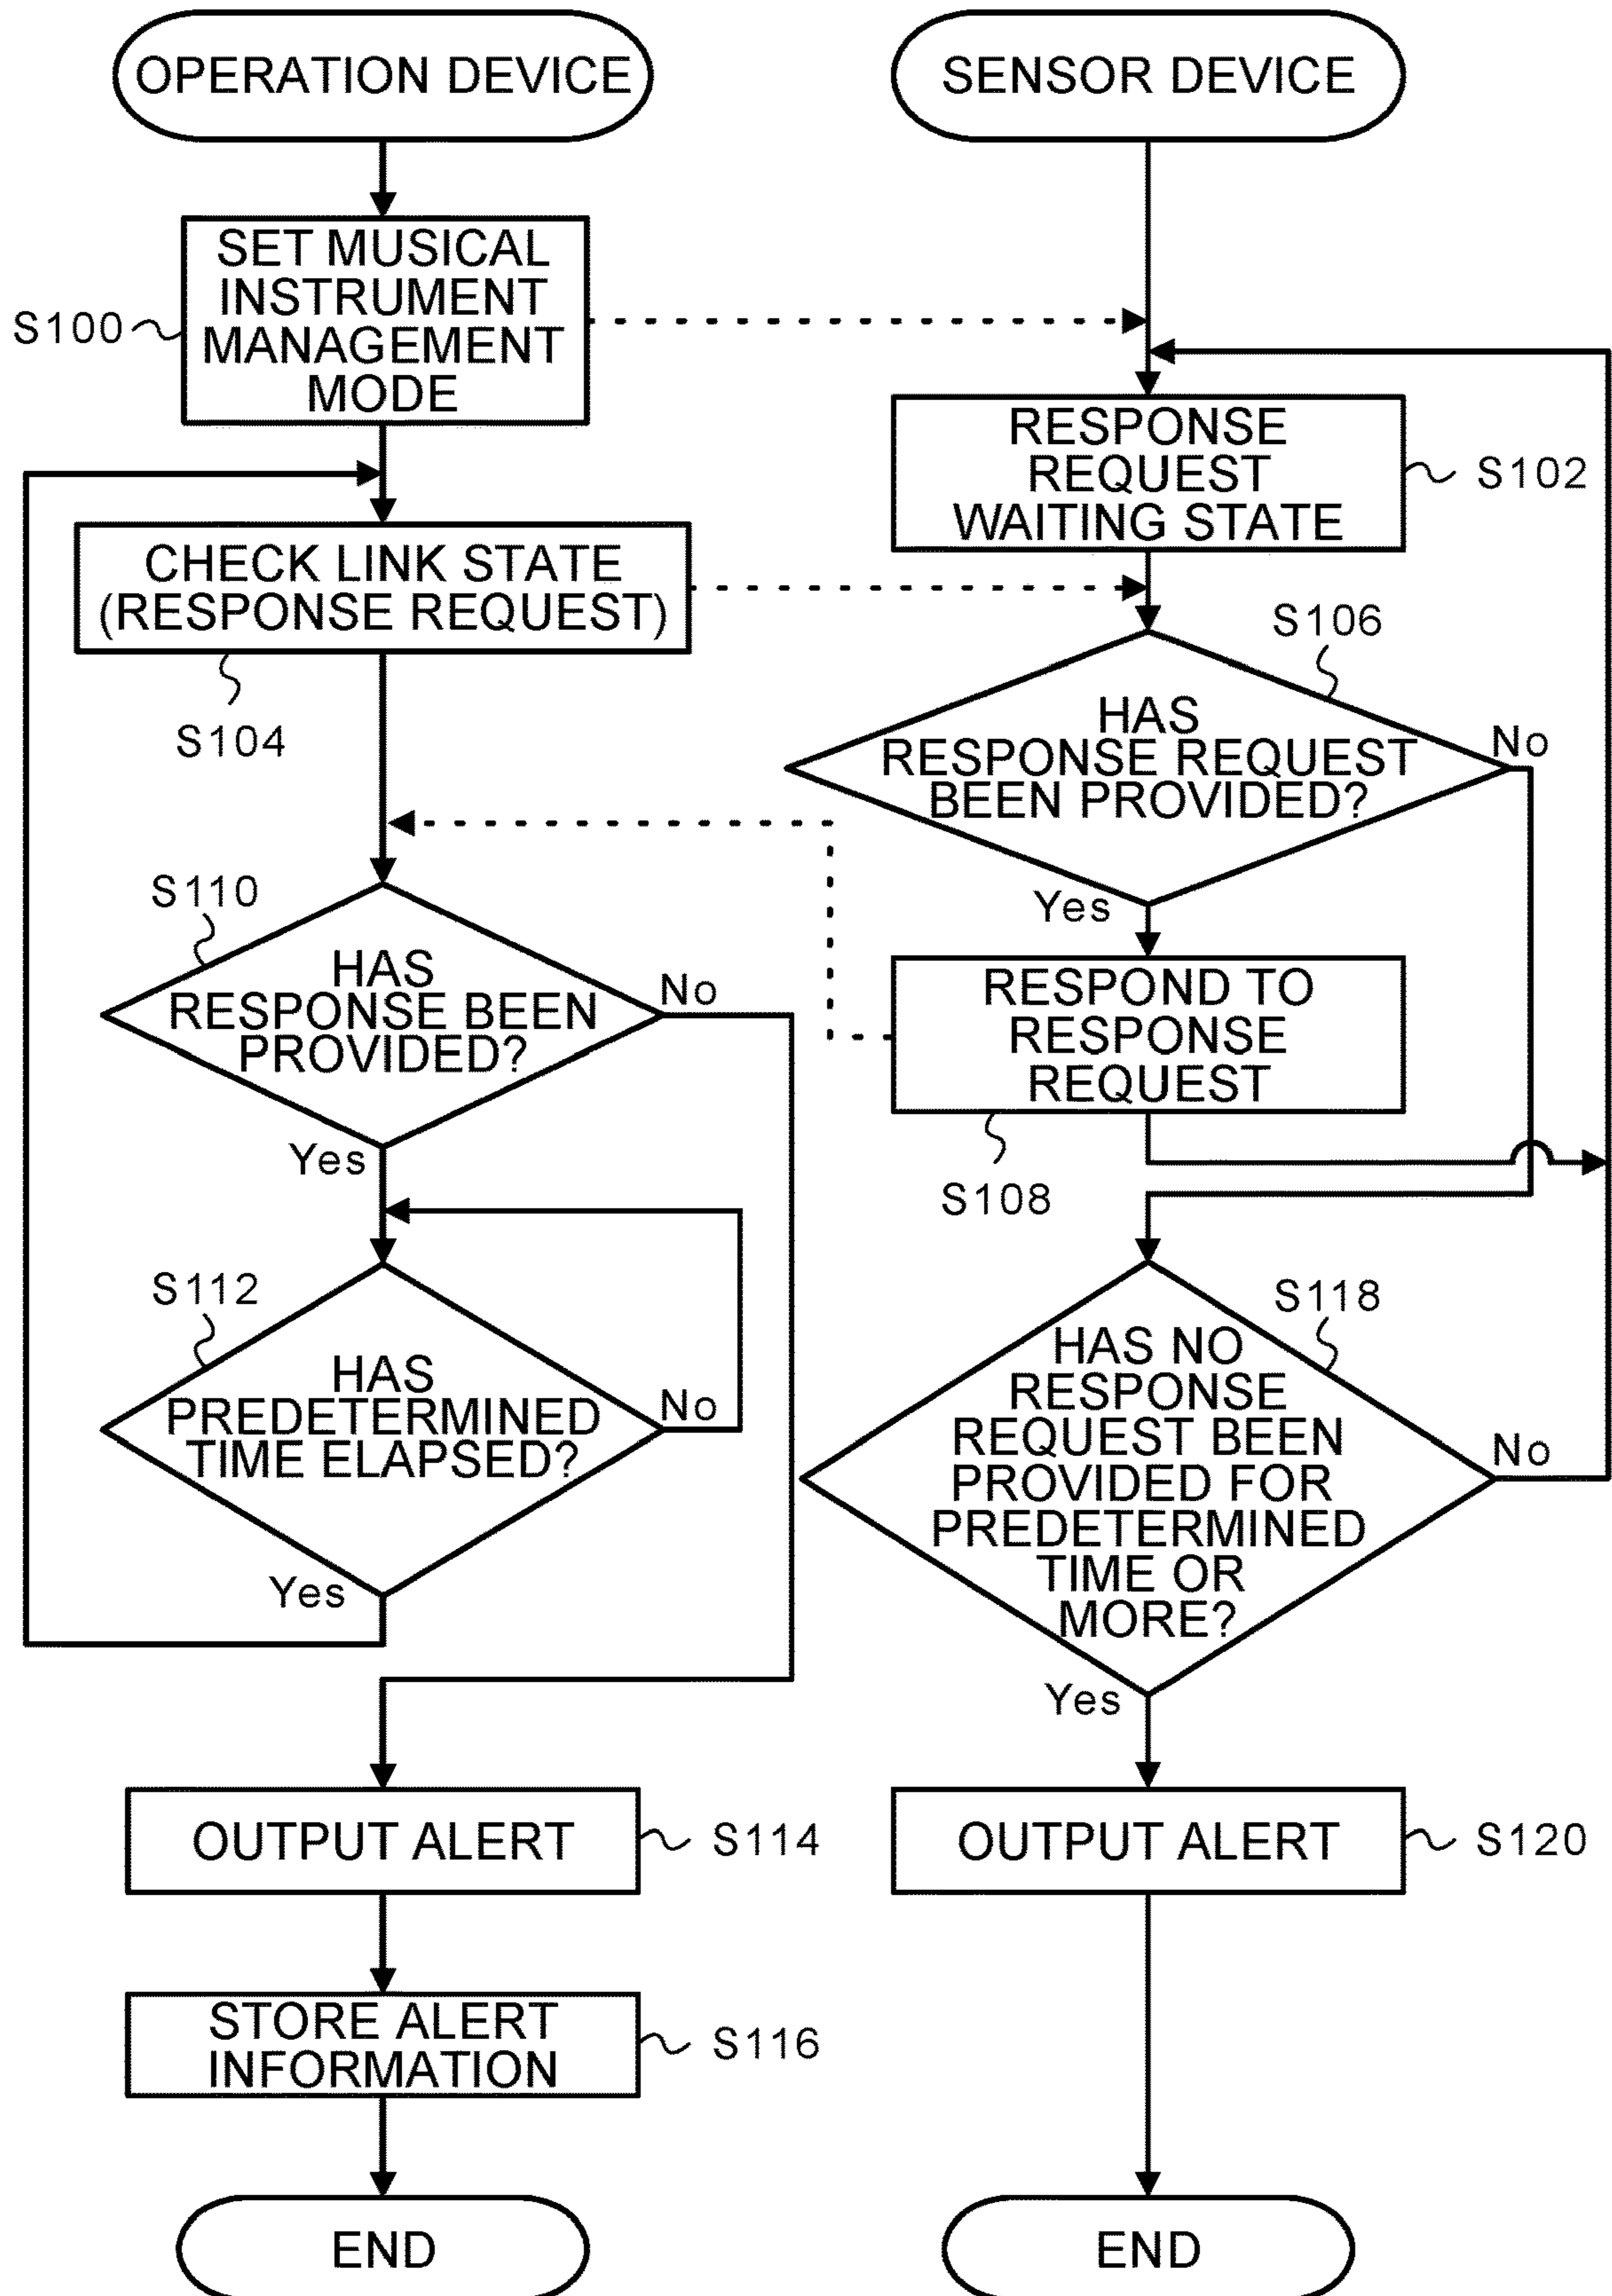 OPERATION DEVICE
SET MUSICAL
INSTRUMENT
MANAGEMENT
MODE
S100
CHECK LINK STATE
(RESPONSE REQUEST)
S104
S110
HAS
RESPONSE BEEN
PROVIDED?
No
Yes
S112
HAS
PREDETERMINED
TIME ELAPSED?
No
Yes
OUTPUT ALERT
S114
STORE ALERT
INFORMATION
S116
END
SENSOR DEVICE
RESPONSE
REQUEST
WAITING STATE
S102
S106
HAS
RESPONSE REQUEST
BEEN PROVIDED?
No
Yes
RESPOND TO
RESPONSE
REQUEST
S108
S118
HAS NO
RESPONSE
REQUEST BEEN
PROVIDED FOR
PREDETERMINED
TIME OR
MORE?
No
Yes
OUTPUT ALERT
S120
END